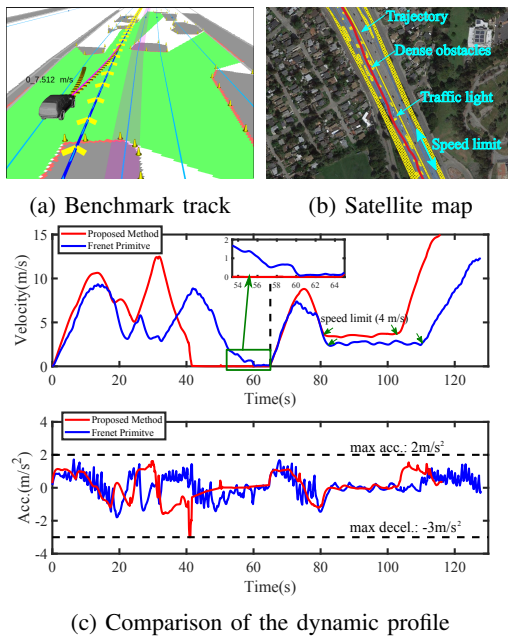 0_7.512 m/s
Trajectory
Dense obstacles
Traffic light
Speed limit
(a) Benchmark track
(b) Satellite map
Proposed Method
Frenet Primitve
15
10
5
0
Velocity(m/s)
2
1
0
54 56 58 60 62 64
speed limit (4 m/s)
0 20 40 60 80 100 120
Time(s)
Proposed Method
Frenet Primitve
4
2
0
-2
-4
Acc.(m/s²)
max acc.: 2m/s²
max decel.: -3m/s²
0 20 40 60 80 100 120
Time(s)
(c) Comparison of the dynamic profile